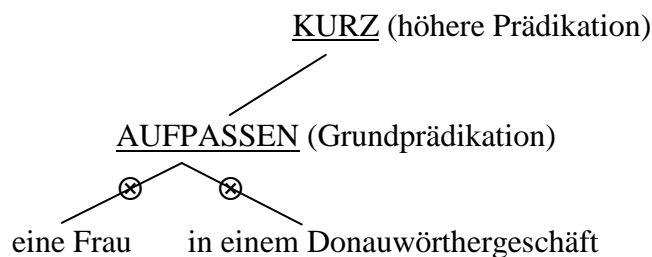 KURZ (höhere Prädikation)
AUFPASSEN (Grundprädikation)
eine Frau in einem Donauwörthergeschäft